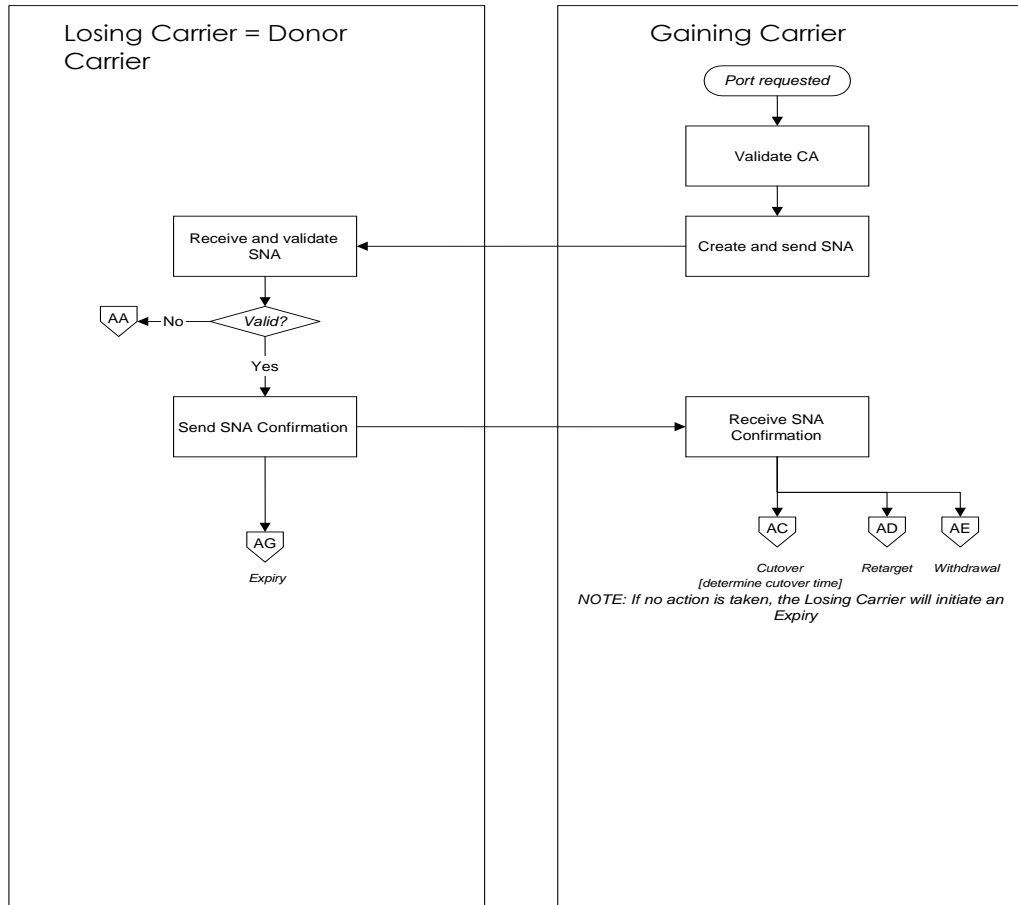 Losing Carrier = Donor
Carrier
Gaining Carrier
Port requested
Validate CA
Receive and validate
SNA
Create and send SNA
AA
No
Valid?
Yes
Send SNA Confirmation
Receive SNA
Confirmation
AG
Expiry
AC
AD
AE
Cutover
[determine cutover time]
Retarget
Withdrawal
NOTE: If no action is taken, the Losing Carrier will initiate an
Expiry